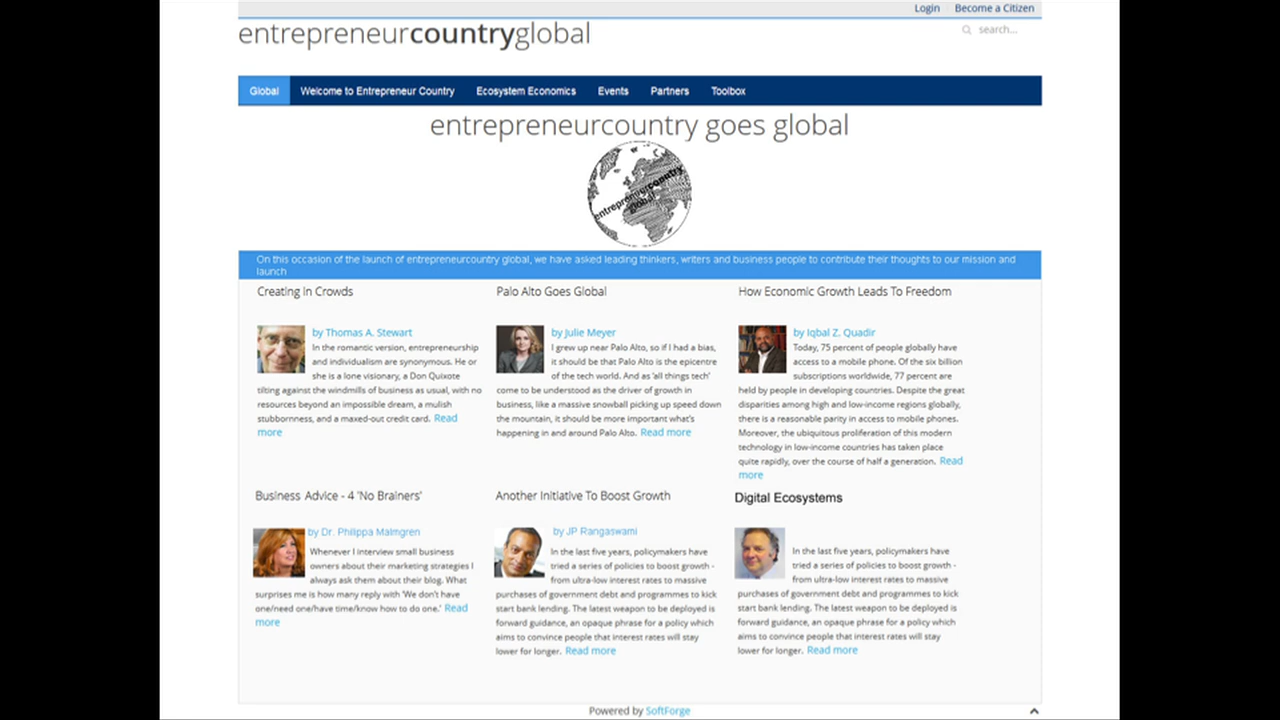 Login Become a Citizen
entrepreneurcountryglobal
search...
Global Welcome to Entrepreneur Country Ecosystem Economics Events Partners Toolbox
entrepreneurcountry goes global
entrepreneurcountry
global
On this occasion of the launch of entrepreneurcountry global, we have asked leading thinkers, writers and business people to contribute their thoughts to our mission and
launch
Creating In Crowds
by Thomas A. Stewart
In the romantic version, entrepreneurship
and individualism are synonymous. He or
she is a lone visionary, a Don Quixote
tilting against the windmills of business as usual, with no
resources beyond an impossible dream, a mulish
stubbornness, and a maxed-out credit card. Read
more
Palo Alto Goes Global
by Julie Meyer
I grew up near Palo Alto, so if I had a bias,
it should be that Palo Alto is the epicentre
of the tech world. And as 'all things tech'
come to be understood as the driver of growth in
business, like a massive snowball picking up speed down
the mountain, it should be more important what's
happening in and around Palo Alto. Read more
How Economic Growth Leads To Freedom
by Iqbal Z. Quadir
Today, 75 percent of people globally have
access to a mobile phone. Of the six billion
subscriptions worldwide, 77 percent are
held by people in developing countries. Despite the great
disparities among high and low-income regions globally,
there is a reasonable parity in access to mobile phones.
Moreover, the ubiquitous proliferation of this modern
technology in low-income countries has taken place
quite rapidly, over the course of half a generation. Read
more
Business Advice - 4 'No Brainers'
by Dr. Philippa Malmgren
Whenever I interview small business
owners about their marketing strategies I
always ask them about their blog. What
surprises me is how many reply with 'We don't have
one/need one/have time/know how to do one.' Read
more
Another Initiative To Boost Growth
by JP Rangaswami
In the last five years, policymakers have
tried a series of policies to boost growth -
from ultra-low interest rates to massive
purchases of government debt and programmes to kick
start bank lending. The latest weapon to be deployed is
forward guidance, an opaque phrase for a policy which
aims to convince people that interest rates will stay
lower for longer. Read more
Digital Ecosystems
In the last five years, policymakers have
tried a series of policies to boost growth -
from ultra-low interest rates to massive
purchases of government debt and programmes to kick
start bank lending. The latest weapon to be deployed is
forward guidance, an opaque phrase for a policy which
aims to convince people that interest rates will stay
lower for longer. Read more
Powered by SoftForge